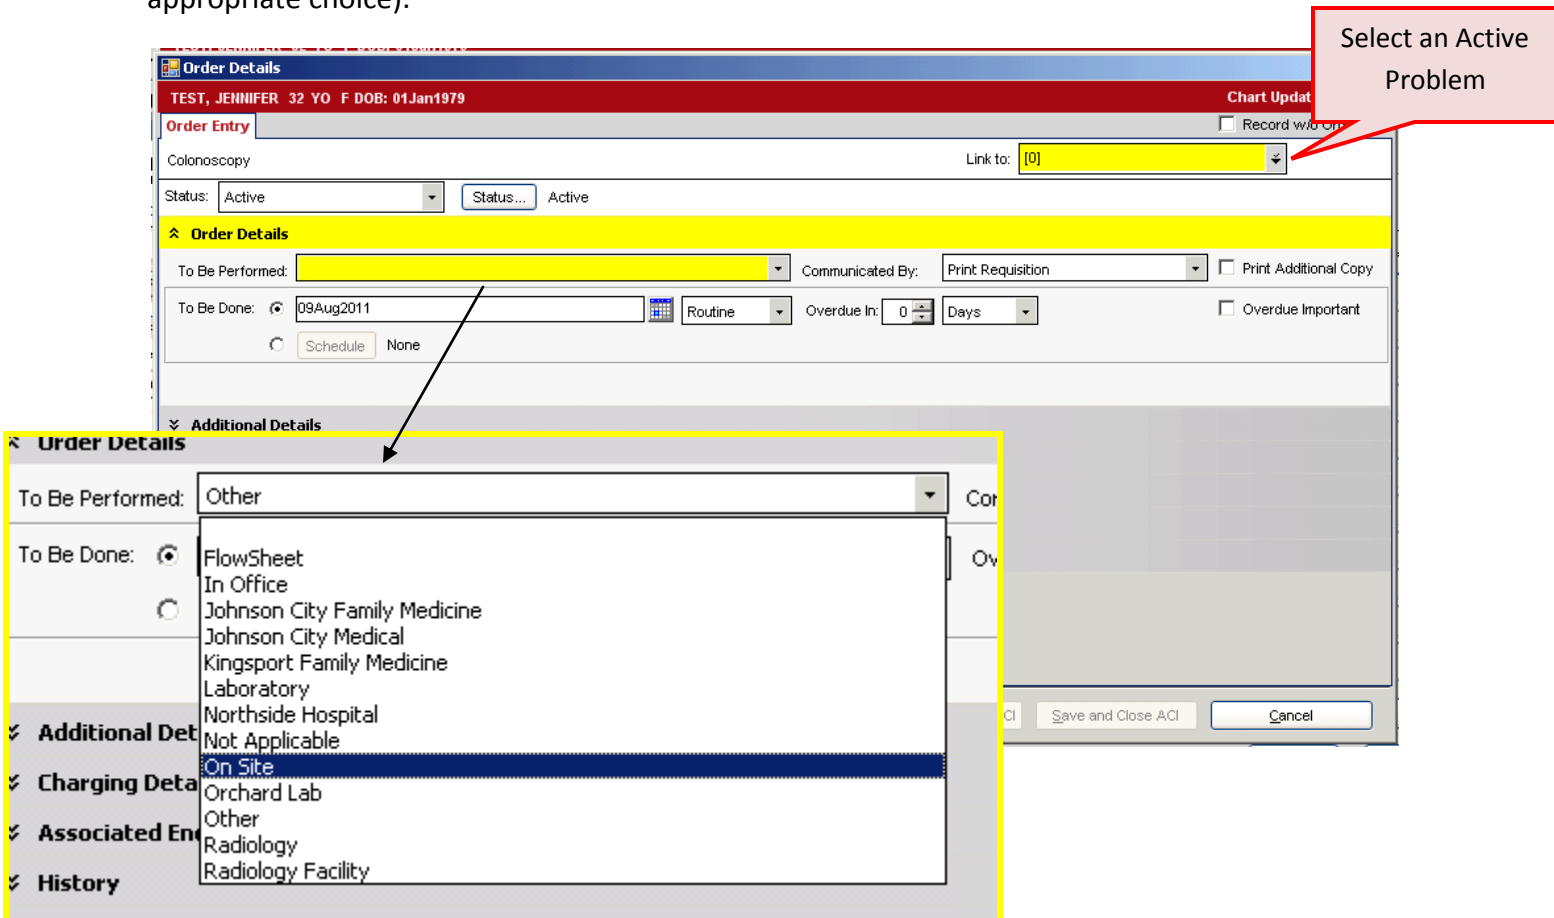 appropriate choice).
Select an Active
Problem
Order Details
TEST, JENNIFER 32 YO F DOB: 01Jan1979
Chart Updat
Order Entry
Record w/o
Colonoscopy
Link to: [0]
Status: Active Status... Active
Order Details
To Be Performed: Communicated By: Print Requisition Print Additional Copy
To Be Done: 09Aug2011 Routine Overdue In: 0 Days Overdue Important
Schedule None
Additional Details
Order Details
To Be Performed: Other Cor
To Be Done: Ov
FlowSheet
In Office
Johnson City Family Medicine
Johnson City Medical
Kingsport Family Medicine
Laboratory
Northside Hospital
Not Applicable
On Site
Orchard Lab
Other
Radiology
Radiology Facility
Additional Det
Charging Deta
Associated En
History
CI Save and Close ACI Cancel